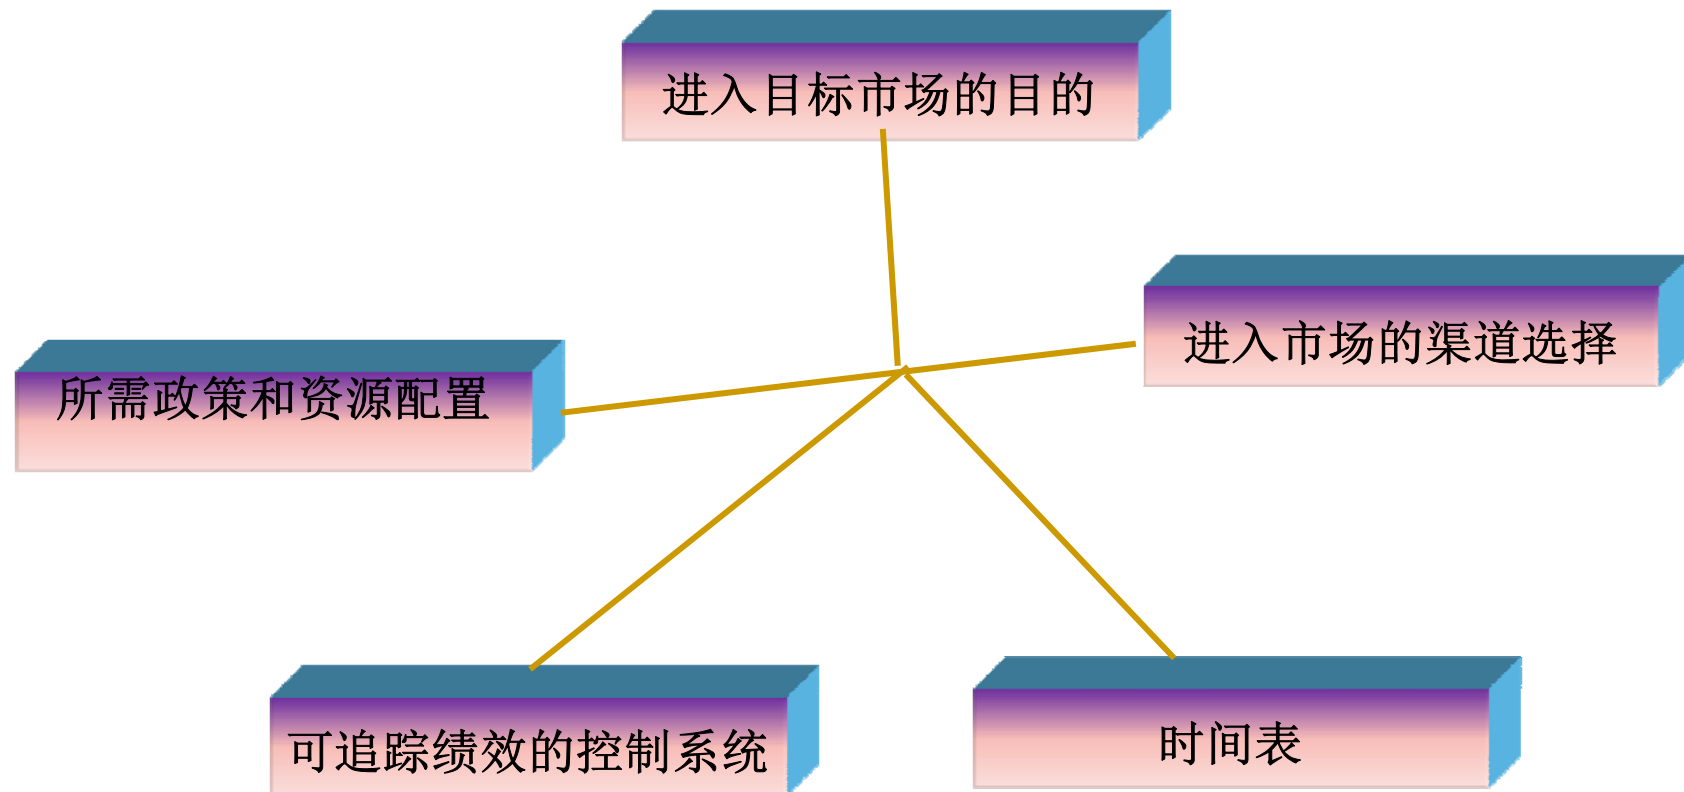 进入目标市场的目的
进入市场的渠道选择
所需政策和资源配置
可追踪绩效的控制系统
时间表